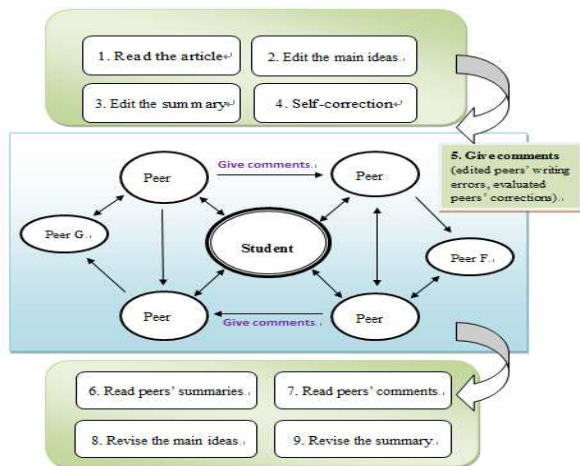 1. Read the article
2. Edit the main ideas.
3. Edit the summary
4. Self-correction
5. Give comments
(edited peers' writing
errors, evaluated
peers' corrections).
Give comments.
Peer
Peer
Peer G.
Student
Peer F.
Peer
Peer
Give comments.
6. Read peers' summaries.
7. Read peers' comments.
8. Revise the main ideas.
9. Revise the summary.